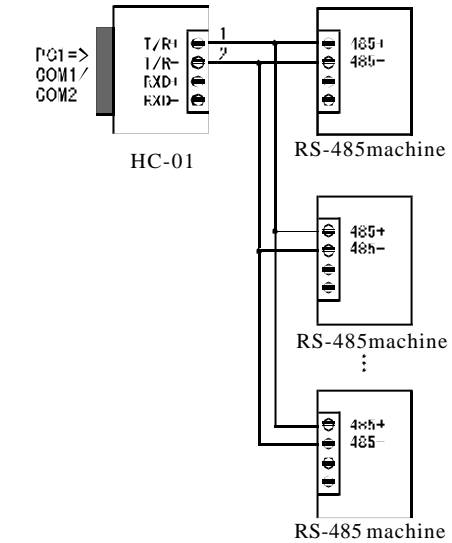 PC1=>
COM1/
COM2
T/R+
T/R-
RXD+
RXD-
1
2
HC-01
485+
485-
RS-485machine
485+
485-
RS-485machine
485+
485-
RS-485 machine